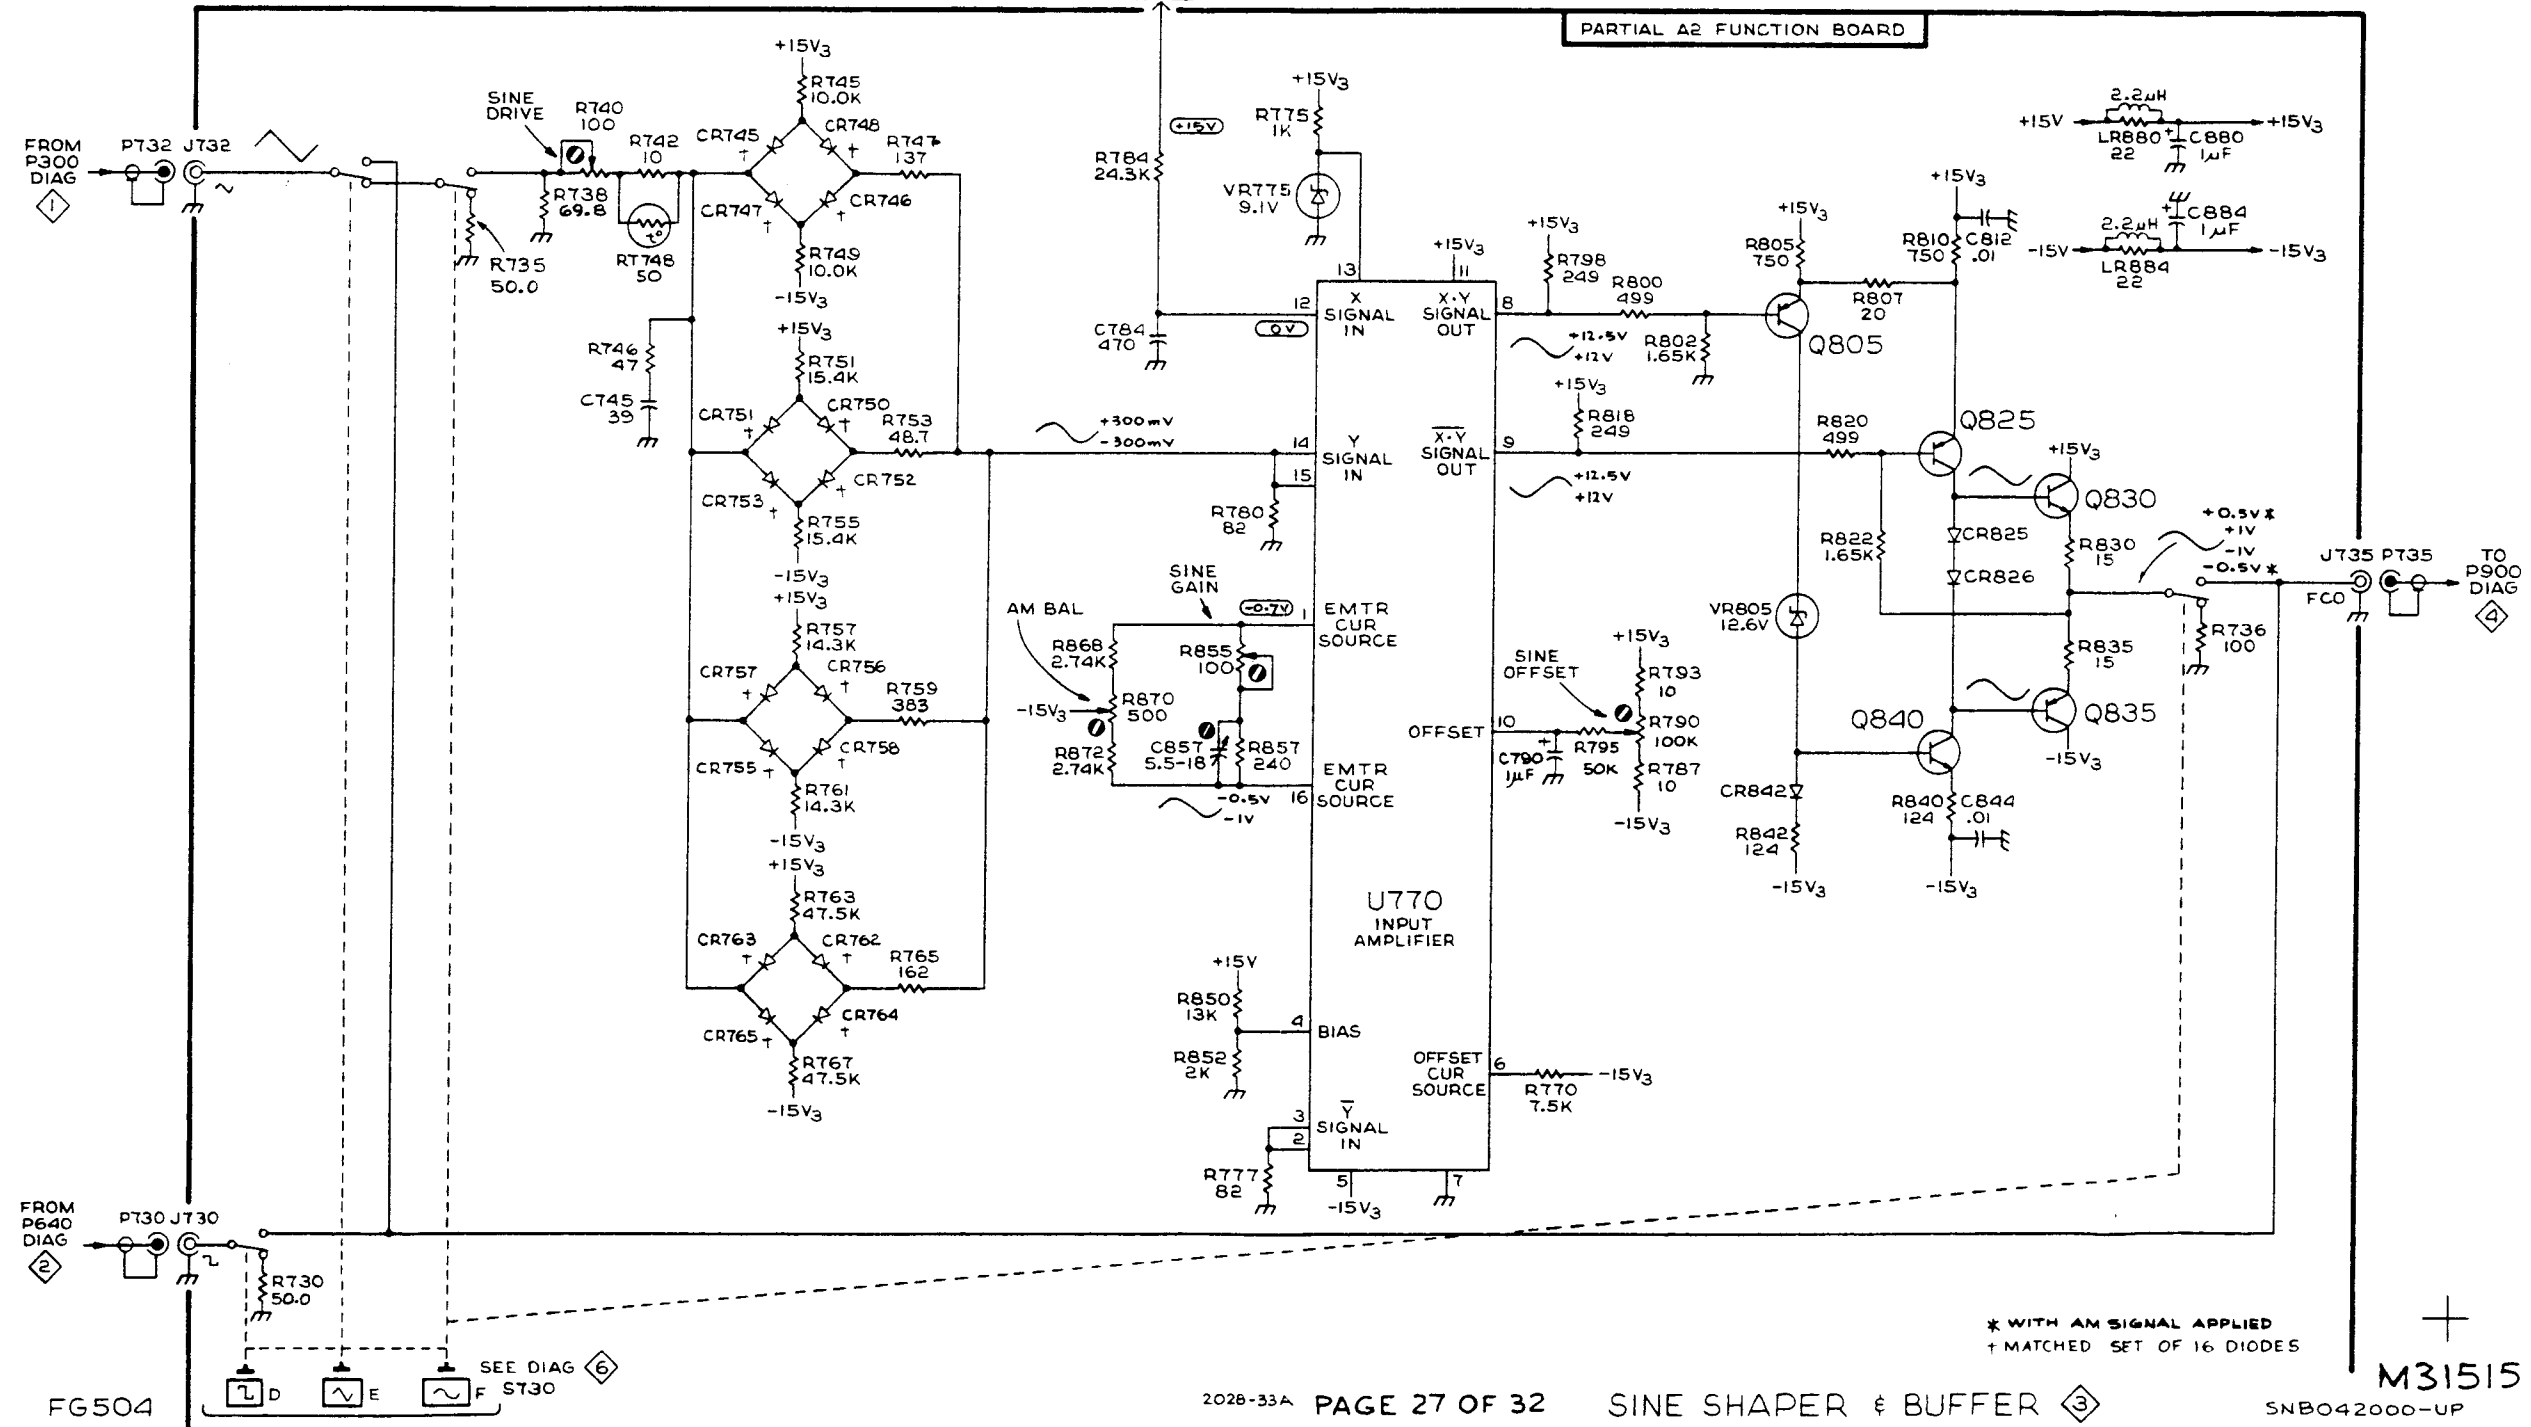 PARTIAL A2 FUNCTION BOARD
FROM
P300
DIAG
1
P732 J732
SINE
DRIVE
R740
100
R742
10
R738
69.8
RT748
50
t°
R735
50.0
+15V3
R745
10.0K
CR745 †
CR748 †
CR747 †
CR746 †
R747
137
R749
10.0K
-15V3
R746
47
C745
39
+15V3
R751
15.4K
CR751 †
CR750 †
R753
48.7
CR753 †
CR752 †
R755
15.4K
-15V3
+15V3
R757
14.3K
CR757 †
CR756 †
R759
383
CR755 †
CR758 †
R761
14.3K
-15V3
+15V3
R763
47.5K
CR763 †
CR762 †
R765
162
CR765 †
CR764 †
R767
47.5K
-15V3
+300mV
-300mV
+15V
R784
24.3K
C784
470
+15V3
R775
1K
VR775
9.1V
0V
R780
82
SINE
GAIN
AM BAL
-0.7V
R868
2.74K
R855
100
-15V3
R870
500
R872
2.74K
C857
5.5-18
R857
240
-0.5V
-1V
+15V
R850
13K
R852
2K
R777
82
13
X
SIGNAL
IN
12
+15V3
11
X·Y
SIGNAL
OUT
8
14
Y
SIGNAL
IN
15
X·Y
SIGNAL
OUT
9
1
EMTR
CUR
SOURCE
OFFSET
10
EMTR
CUR
SOURCE
16
U770
INPUT
AMPLIFIER
4
BIAS
OFFSET
CUR
SOURCE
6
3
2
Y
SIGNAL
IN
5
-15V3
7
R770
7.5K
-15V3
+15V3
R798
249
R800
499
+12.5V
+12V
R802
1.65K
+15V3
R818
249
+12.5V
+12V
R820
499
R822
1.65K
SINE
OFFSET
+15V3
R793
10
R790
100K
R787
10
-15V3
C790
1µF
R795
50K
+15V3
R805
750
Q805
R807
20
+15V3
R810
750
C812
.01
Q825
+15V3
Q830
CR825
CR826
R830
15
VR805
12.6V
R835
15
Q835
-15V3
Q840
CR842
R842
124
-15V3
R840
124
C844
.01
-15V3
+15V
2.2µH
LR880
22
C880
1µF
+15V3
-15V
2.2µH
LR884
22
C884
1µF
-15V3
+0.5V*
+1V
-1V
-0.5V*
R736
100
J735 P735
FCO
TO
P900
DIAG
4
FROM
P640
DIAG
2
P730 J730
R730
50.0
D
E
F
SEE DIAG 6
S730
* WITH AM SIGNAL APPLIED
† MATCHED SET OF 16 DIODES
FG504
2028-33A PAGE 27 OF 32 SINE SHAPER & BUFFER 3
M31515
SNB042000-UP